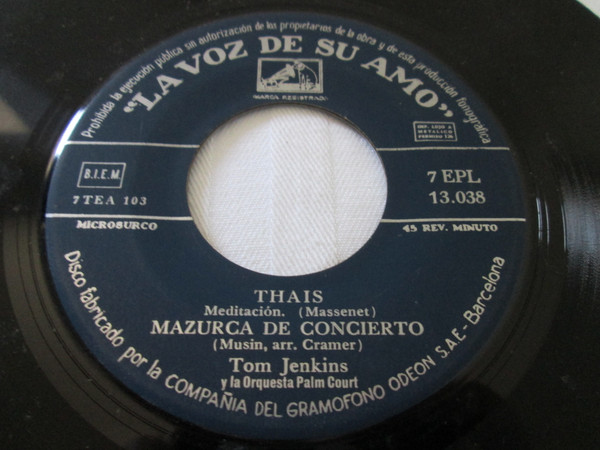 Prohibida la ejecución pública sin autorización de los propietarios de la obra y de esta producción fonográfica
"LA VOZ DE SU AMO"
MARCA REGISTRADA
B.I.E.M.
7TEA 103
7 EPL
13.038
MICROSURCO
45 REV. MINUTO
THAIS
Meditación. (Massenet)
MAZURCA DE CONCIERTO
(Musin, arr. Cramer)
Tom Jenkins
y la Orquesta Palm Court
Disco fabricado por la COMPAÑIA DEL GRAMOFONO ODEON S.A.E.- Barcelona